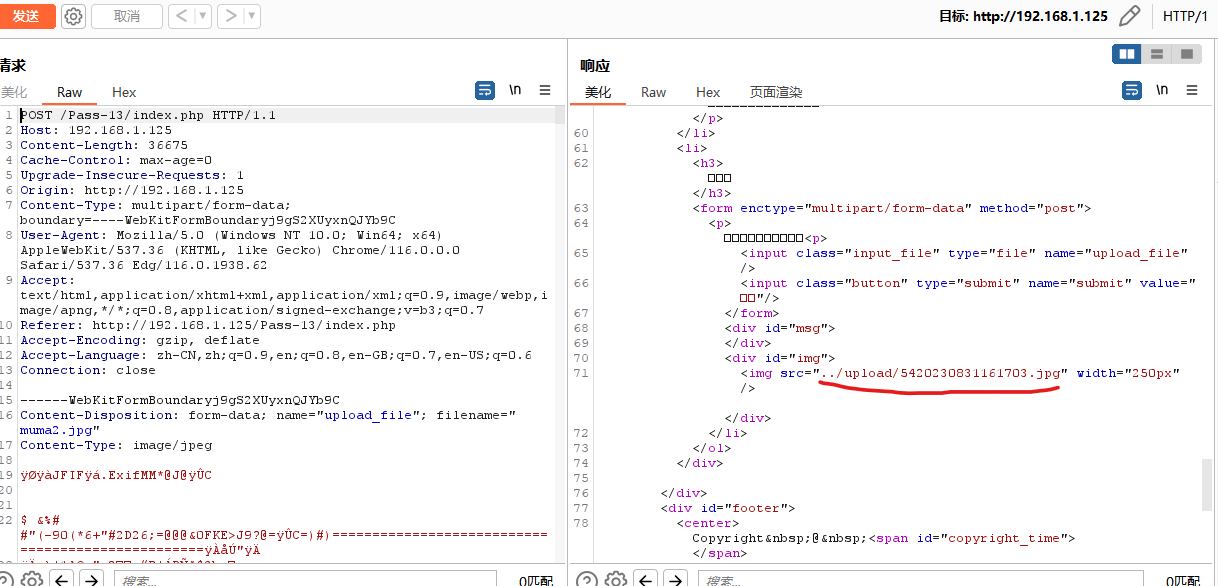 发送
取消
目标: http://192.168.1.125
HTTP/1
请求
美化
Raw
Hex
\n
1 POST /Pass-13/index.php HTTP/1.1
2 Host: 192.168.1.125
3 Content-Length: 36675
4 Cache-Control: max-age=0
5 Upgrade-Insecure-Requests: 1
6 Origin: http://192.168.1.125
7 Content-Type: multipart/form-data;
boundary=----WebKitFormBoundaryj9gS2XUyxnQJYb9C
8 User-Agent: Mozilla/5.0 (Windows NT 10.0; Win64; x64)
AppleWebKit/537.36 (KHTML, like Gecko) Chrome/116.0.0.0
Safari/537.36 Edg/116.0.1938.62
9 Accept:
text/html,application/xhtml+xml,application/xml;q=0.9,image/webp,i
mage/apng,*/*;q=0.8,application/signed-exchange;v=b3;q=0.7
10 Referer: http://192.168.1.125/Pass-13/index.php
11 Accept-Encoding: gzip, deflate
12 Accept-Language: zh-CN,zh;q=0.9,en;q=0.8,en-GB;q=0.7,en-US;q=0.6
13 Connection: close
14
15 ------WebKitFormBoundaryj9gS2XUyxnQJYb9C
16 Content-Disposition: form-data; name="upload_file"; filename="
muma2.jpg"
17 Content-Type: image/jpeg
18
19 ÿØÿàJFIFÿá.ExifMM*@J@ÿÛC
20
21
22 $ &%#
#"(-90(*6+"#2D26;=@@@&0FKE>J9?@=ÿÛC=)#)===========================
搜索...
0匹配
响应
美化
Raw
Hex
页面渲染
\n
</p>
60 </li>
61 <li>
62 <h3>
</h3>
63 <form enctype="multipart/form-data" method="post">
64 <p>
<p>
65 <input class="input_file" type="file" name="upload_file"
/>
66 <input class="button" type="submit" name="submit" value="
"/>
67 </form>
68 <div id="msg">
69 </div>
70 <div id="img">
71 <img src="../upload/5420230831161703.jpg" width="250px"
/>
</div>
72 </li>
73 </ol>
74 </div>
75
76 </div>
77 <div id="footer">
78 <center>
Copyright&nbsp;@&nbsp;<span id="copyright_time">
</span>
搜索...
0匹配